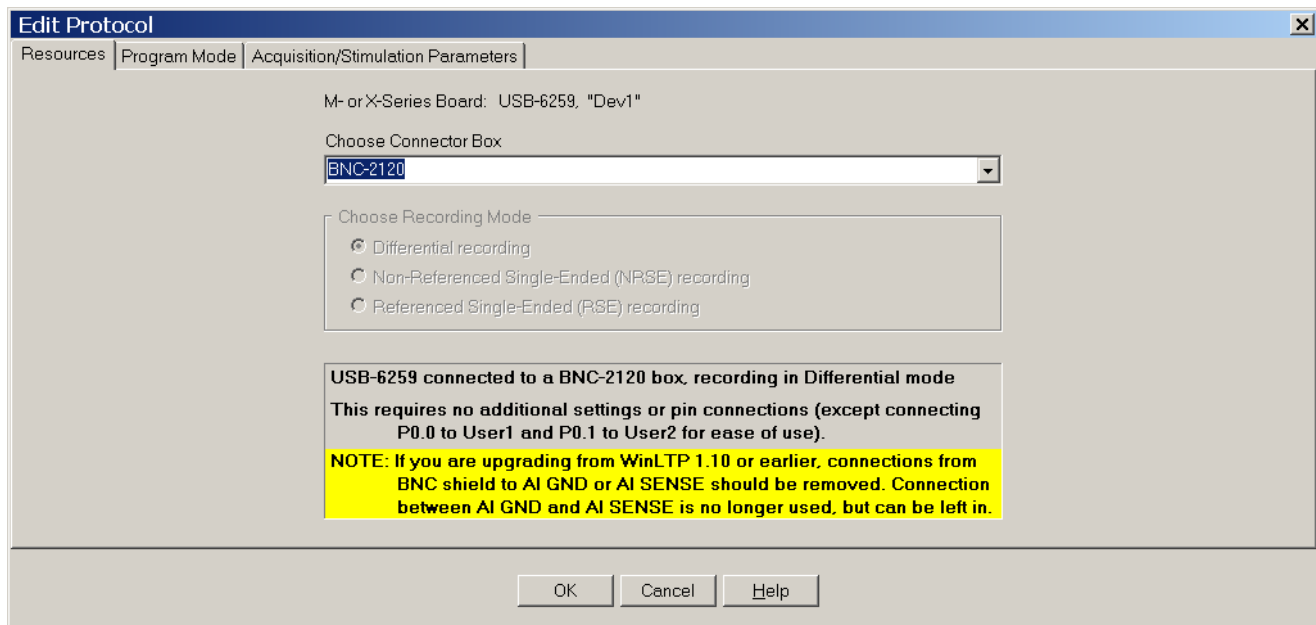 Edit Protocol
Resources
Program Mode
Acquisition/Stimulation Parameters
M- or X-Series Board: USB-6259, "Dev1"
Choose Connector Box
BNC-2120
Choose Recording Mode
Differential recording
Non-Referenced Single-Ended (NRSE) recording
Referenced Single-Ended (RSE) recording
USB-6259 connected to a BNC-2120 box, recording in Differential mode
This requires no additional settings or pin connections (except connecting
P0.0 to User1 and P0.1 to User2 for ease of use).
NOTE: If you are upgrading from WinLTP 1.10 or earlier, connections from
BNC shield to AI GND or AI SENSE should be removed. Connection
between AI GND and AI SENSE is no longer used, but can be left in.
OK
Cancel
Help